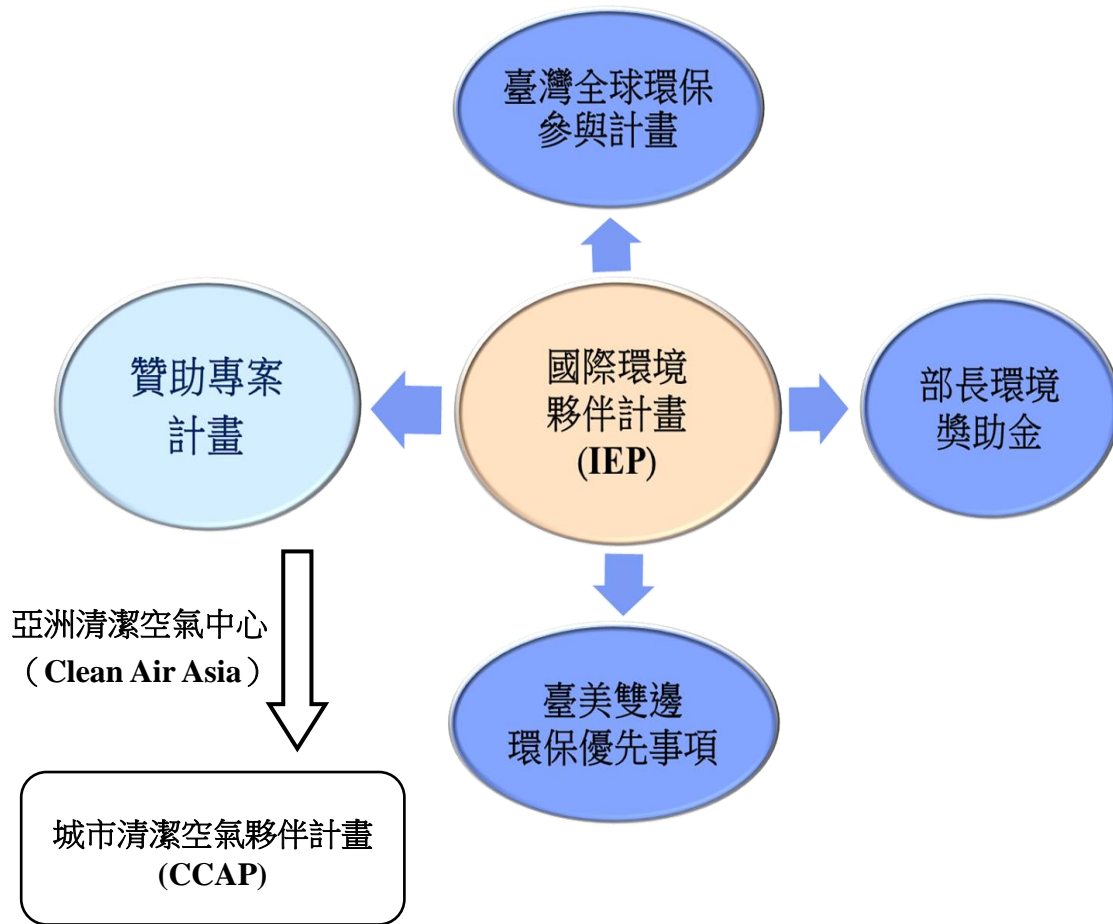 臺灣全球環保
參與計畫
贊助專案
計畫
國際環境
夥伴計畫
(IEP)
部長環境
獎助金
亞洲清潔空氣中心
（Clean Air Asia）
臺美雙邊
環保優先事項
城市清潔空氣夥伴計畫
(CCAP)